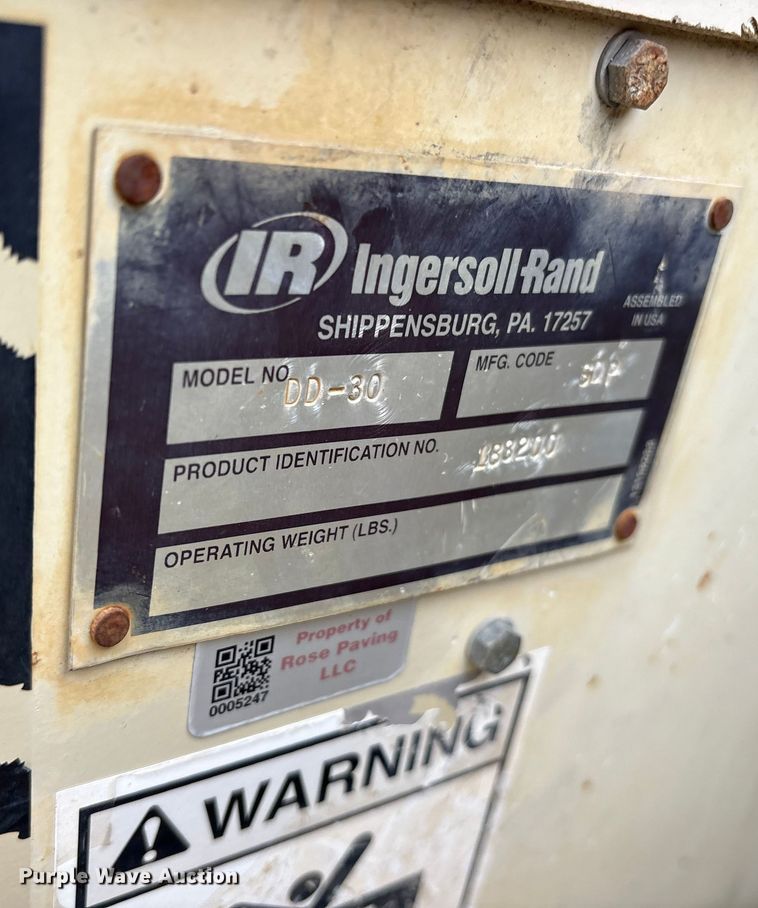 IR Ingersoll-Rand
SHIPPENSBURG, PA. 17257
ASSEMBLED
IN USA
MODEL NO DD-30
MFG. CODE
PRODUCT IDENTIFICATION NO. 188200
OPERATING WEIGHT (LBS.)
Property of
Rose Paving
LLC
0005247
WARNING
Purple Wave Auction